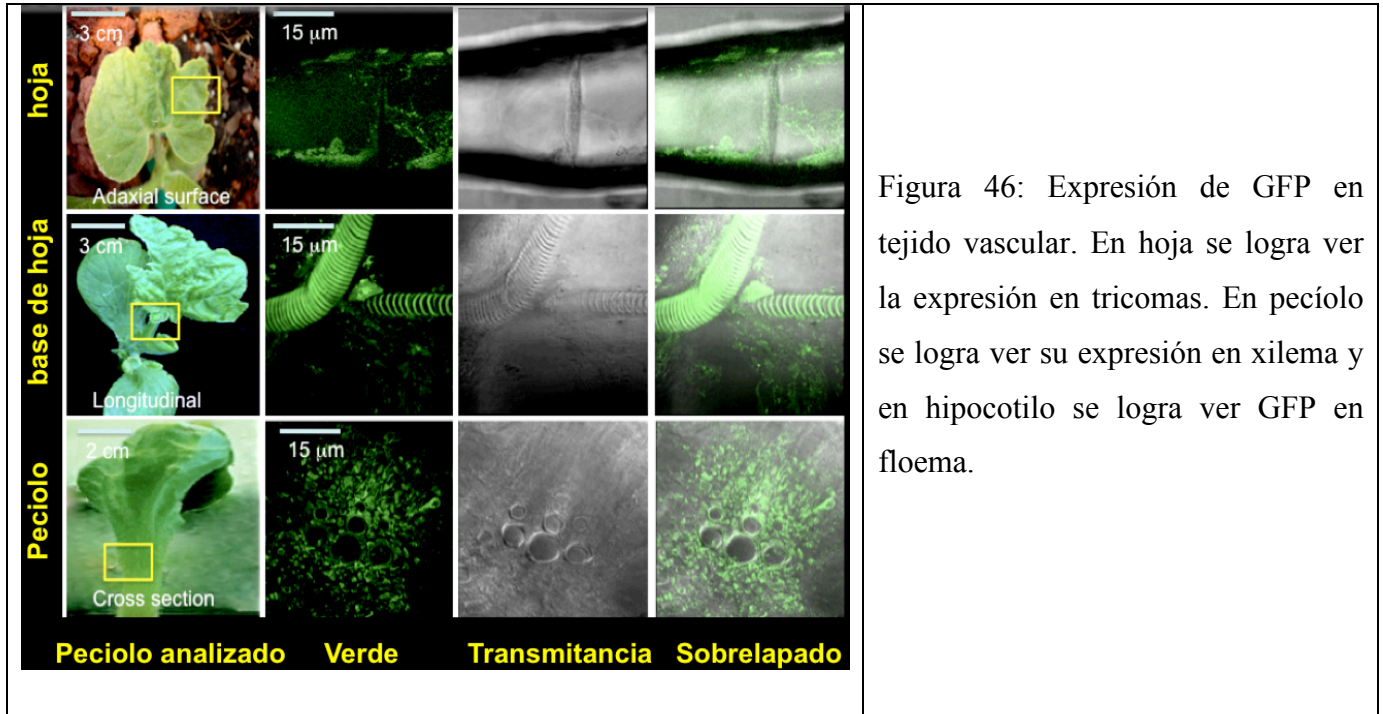 hoja
3 cm
Adaxial surface
15 μm
base de hoja
3 cm
Longitudinal
15 μm
Peciolo
2 cm
Cross section
15 μm
Peciolo analizado
Verde
Transmitancia
Sobrelapado
Figura 46: Expresión de GFP en
tejido vascular. En hoja se logra ver
la expresión en tricomas. En pecíolo
se logra ver su expresión en xilema y
en hipocotilo se logra ver GFP en
floema.